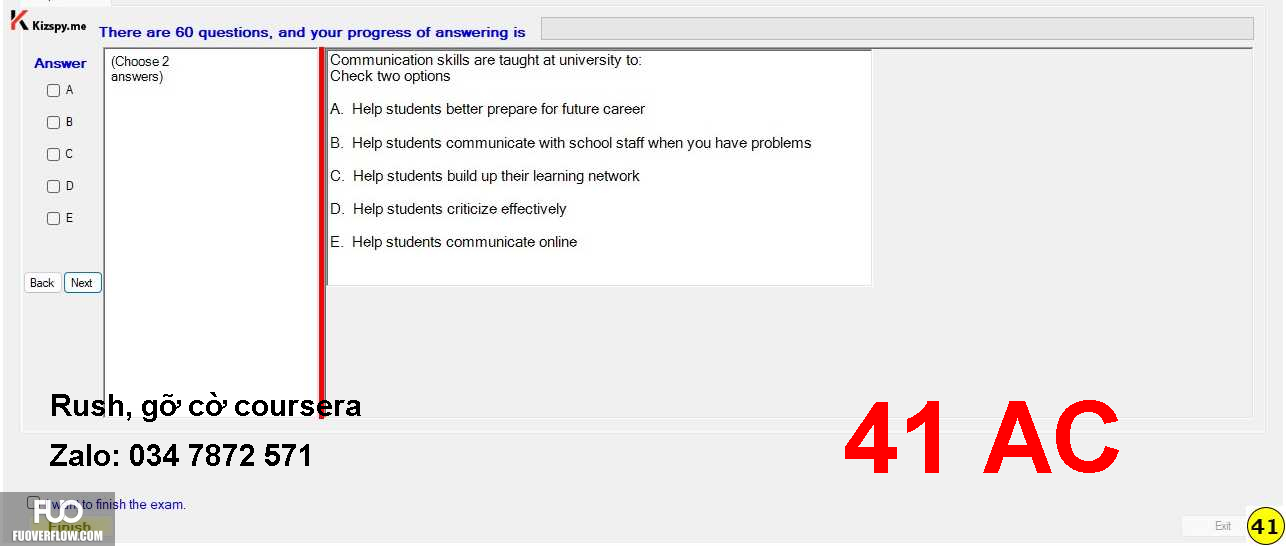 Kizspy.me
There are 60 questions, and your progress of answering is
Answer
A
B
C
D
E
Back
Next
(Choose 2
answers)
Communication skills are taught at university to:
Check two options
A. Help students better prepare for future career
B. Help students communicate with school staff when you have problems
C. Help students build up their learning network
D. Help students criticize effectively
E. Help students communicate online
Rush, gỡ cờ coursera
Zalo: 034 7872 571
41 AC
I want to finish the exam.
Finish
FUO
FUOVERFLOW.COM
Exit
41